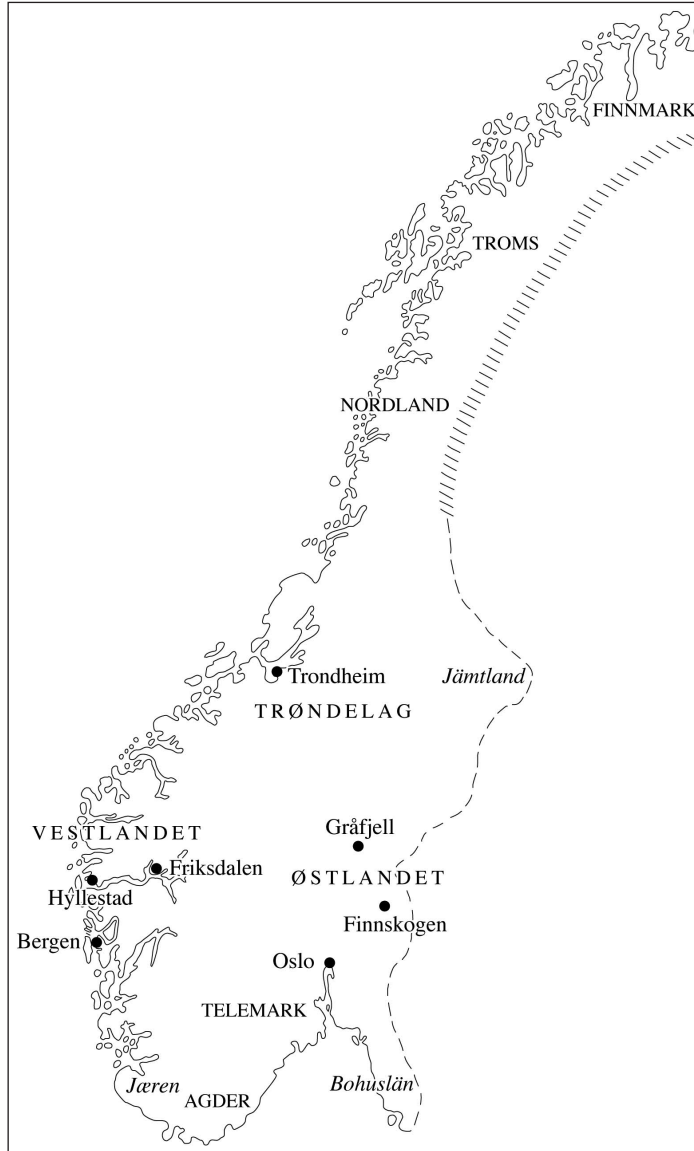 FINNMARK
TROMS
NORDLAND
Trondheim
Jämtland
TRØNDELAG
Gråfjell
VESTLANDET
Friksdalen
ØSTLANDET
Hyllestad
Finnskogen
Bergen
Oslo
TELEMARK
Jæren
Bohuslän
AGDER